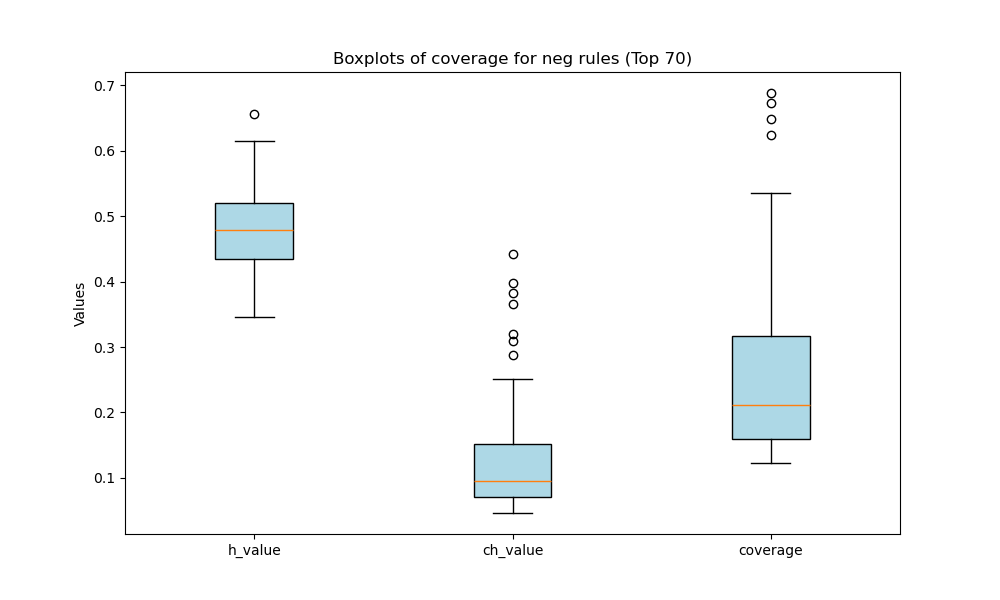 Boxplots of coverage for neg rules (Top 70)
0.7
0.6
0.5
0.4
0.3
0.2
0.1
Values
h_value
ch_value
coverage